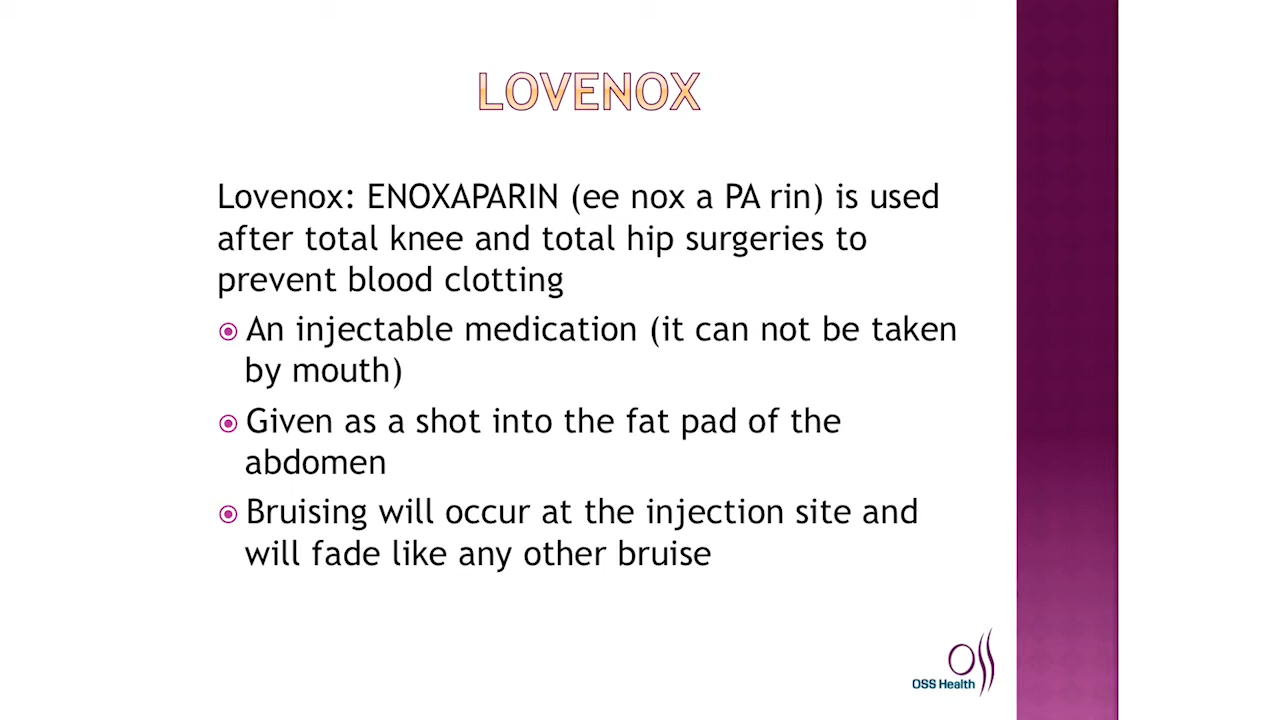 LOVENOX
Lovenox: ENOXAPARIN (ee nox a PA rin) is used
after total knee and total hip surgeries to
prevent blood clotting
An injectable medication (it can not be taken
by mouth)
Given as a shot into the fat pad of the
abdomen
Bruising will occur at the injection site and
will fade like any other bruise
OSS Health